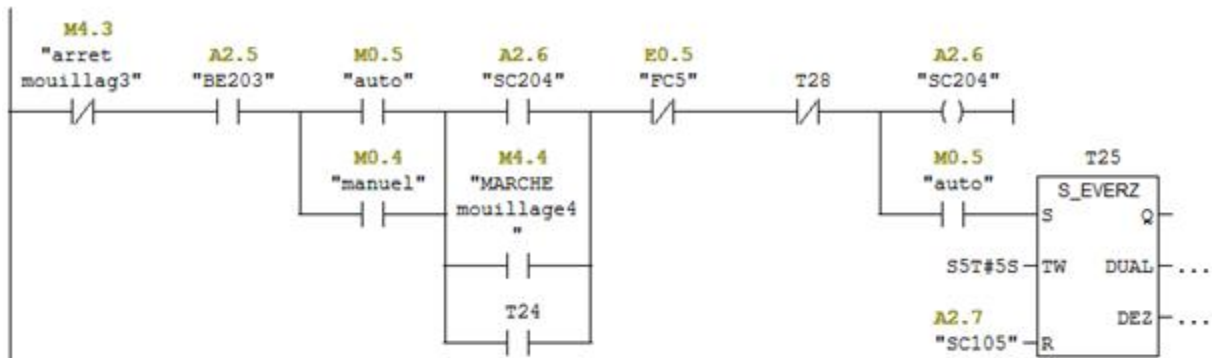 M4.3
"arret
mouillag3"
A2.5
"BE203"
M0.5
"auto"
A2.6
"SC204"
E0.5
"FC5"
T28
A2.6
"SC204"
M0.4
"manuel"
M4.4
"MARCHE
mouillage4
"
T24
M0.5
"auto"
T25
S_EVERZ
S
Q
S5T#5S
TW
DUAL
...
A2.7
"SC105"
R
DEZ
...